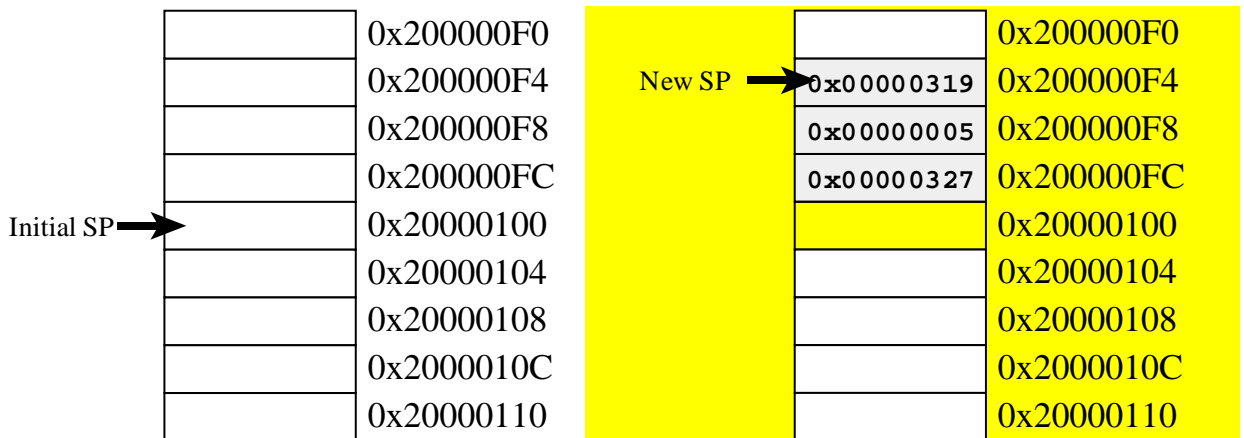 0x200000F0
0x200000F4
0x200000F8
0x200000FC
Initial SP 0x20000100
0x20000104
0x20000108
0x2000010C
0x20000110
0x200000F0
New SP 0x00000319 0x200000F4
0x00000005 0x200000F8
0x00000327 0x200000FC
0x20000100
0x20000104
0x20000108
0x2000010C
0x20000110